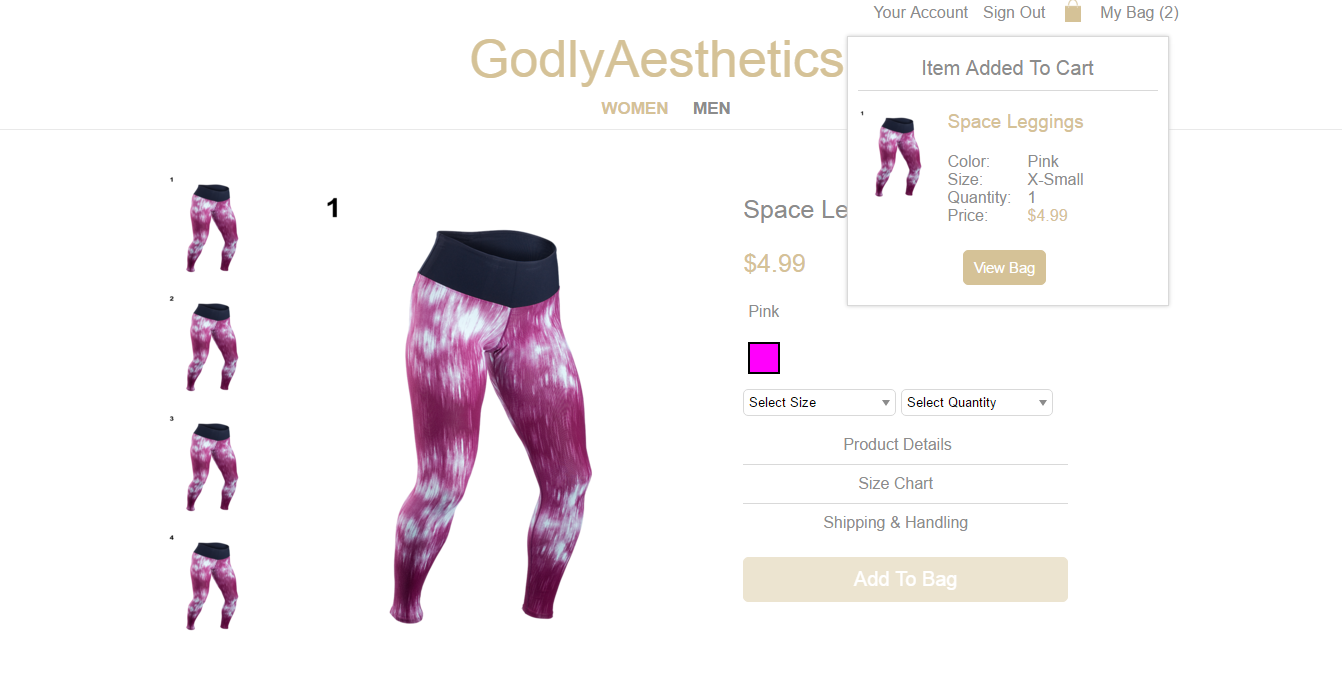 Your Account Sign Out My Bag (2)
GodlyAesthetics
WOMEN MEN
Item Added To Cart
1
Space Leggings
Color: Pink
Size: X-Small
Quantity: 1
Price: $4.99
View Bag
1
2
3
4
1
Space Le
$4.99
Pink
Select Size Select Quantity
Product Details
Size Chart
Shipping & Handling
Add To Bag